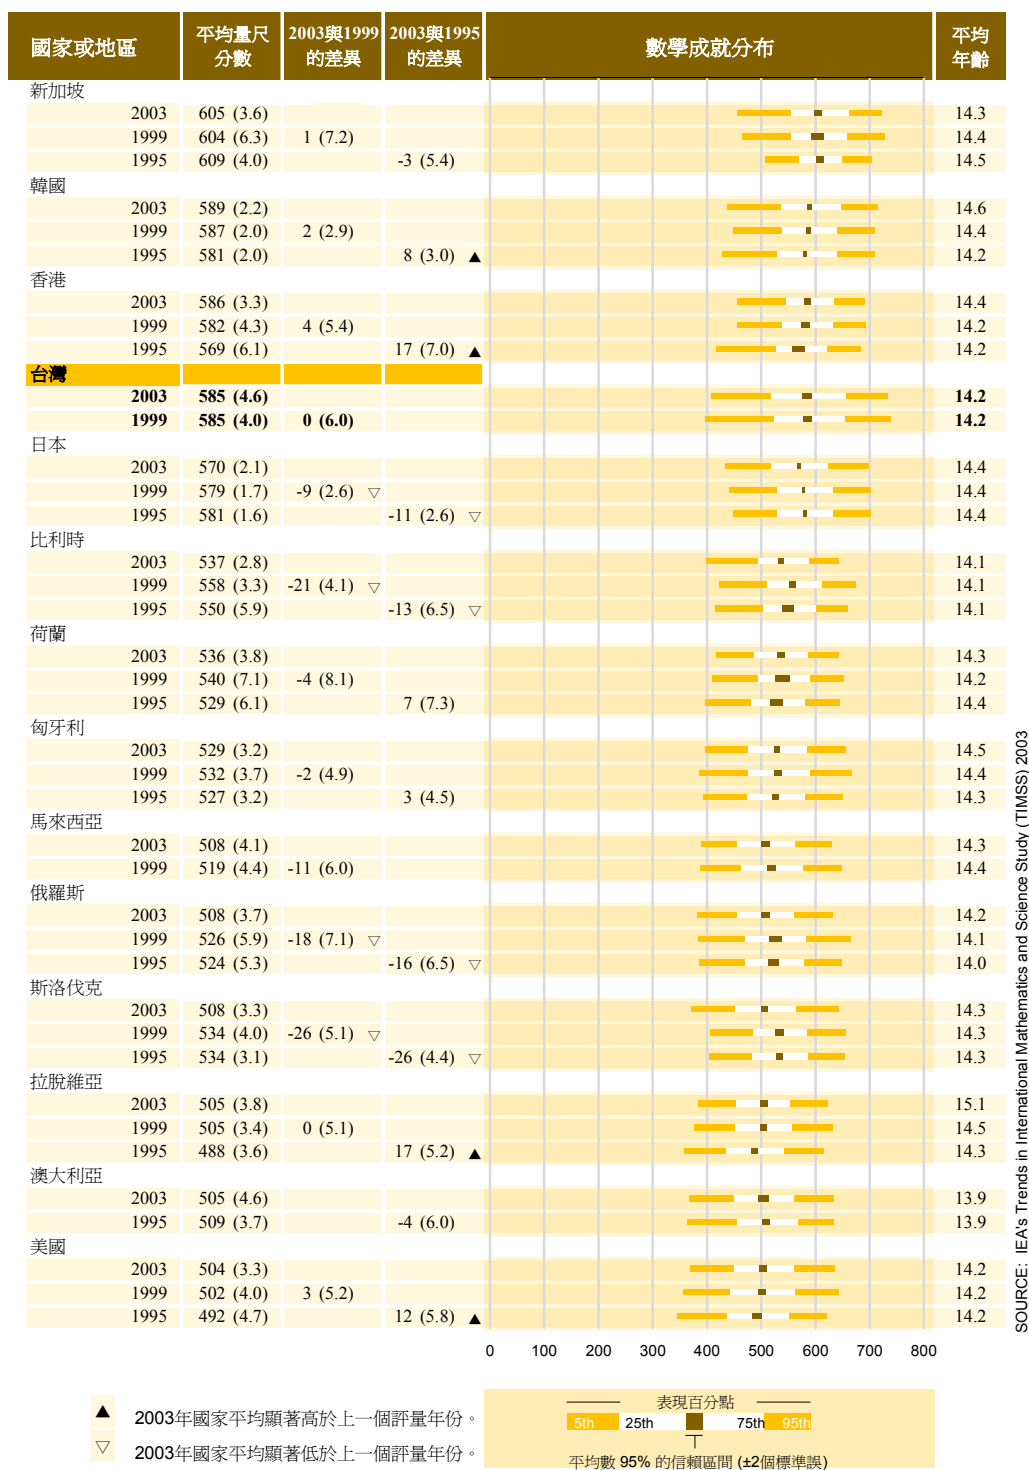 國家或地區 平均量尺分數 2003與1999的差異 2003與1995的差異 數學成就分布 平均年齡
新加坡
2003 605 (3.6) 14.3
1999 604 (6.3) 1 (7.2) 14.4
1995 609 (4.0) -3 (5.4) 14.5
韓國
2003 589 (2.2) 14.6
1999 587 (2.0) 2 (2.9) 14.4
1995 581 (2.0) 8 (3.0) ▲ 14.2
香港
2003 586 (3.3) 14.4
1999 582 (4.3) 4 (5.4) 14.2
1995 569 (6.1) 17 (7.0) ▲ 14.2
台灣
2003 585 (4.6) 14.2
1999 585 (4.0) 0 (6.0) 14.2
日本
2003 570 (2.1) 14.4
1999 579 (1.7) -9 (2.6) ▽ 14.4
1995 581 (1.6) -11 (2.6) ▽ 14.4
比利時
2003 537 (2.8) 14.1
1999 558 (3.3) -21 (4.1) ▽ 14.1
1995 550 (5.9) -13 (6.5) ▽ 14.1
荷蘭
2003 536 (3.8) 14.3
1999 540 (7.1) -4 (8.1) 14.2
1995 529 (6.1) 7 (7.3) 14.4
匈牙利
2003 529 (3.2) 14.5
1999 532 (3.7) -2 (4.9) 14.4
1995 527 (3.2) 3 (4.5) 14.3
馬來西亞
2003 508 (4.1) 14.3
1999 519 (4.4) -11 (6.0) 14.4
俄羅斯
2003 508 (3.7) 14.2
1999 526 (5.9) -18 (7.1) ▽ 14.1
1995 524 (5.3) -16 (6.5) ▽ 14.0
斯洛伐克
2003 508 (3.3) 14.3
1999 534 (4.0) -26 (5.1) ▽ 14.3
1995 534 (3.1) -26 (4.4) ▽ 14.3
拉脫維亞
2003 505 (3.8) 15.1
1999 505 (3.4) 0 (5.1) 14.5
1995 488 (3.6) 17 (5.2) ▲ 14.3
澳大利亞
2003 505 (4.6) 13.9
1995 509 (3.7) -4 (6.0) 13.9
美國
2003 504 (3.3) 14.2
1999 502 (4.0) 3 (5.2) 14.2
1995 492 (4.7) 12 (5.8) ▲ 14.2
0 100 200 300 400 500 600 700 800
▲ 2003年國家平均顯著高於上一個評量年份。
▽ 2003年國家平均顯著低於上一個評量年份。
表現百分點
5th 25th 75th 95th
平均數 95% 的信賴區間 (±2個標準誤)
SOURCE: IEA's Trends in International Mathematics and Science Study (TIMSS) 2003